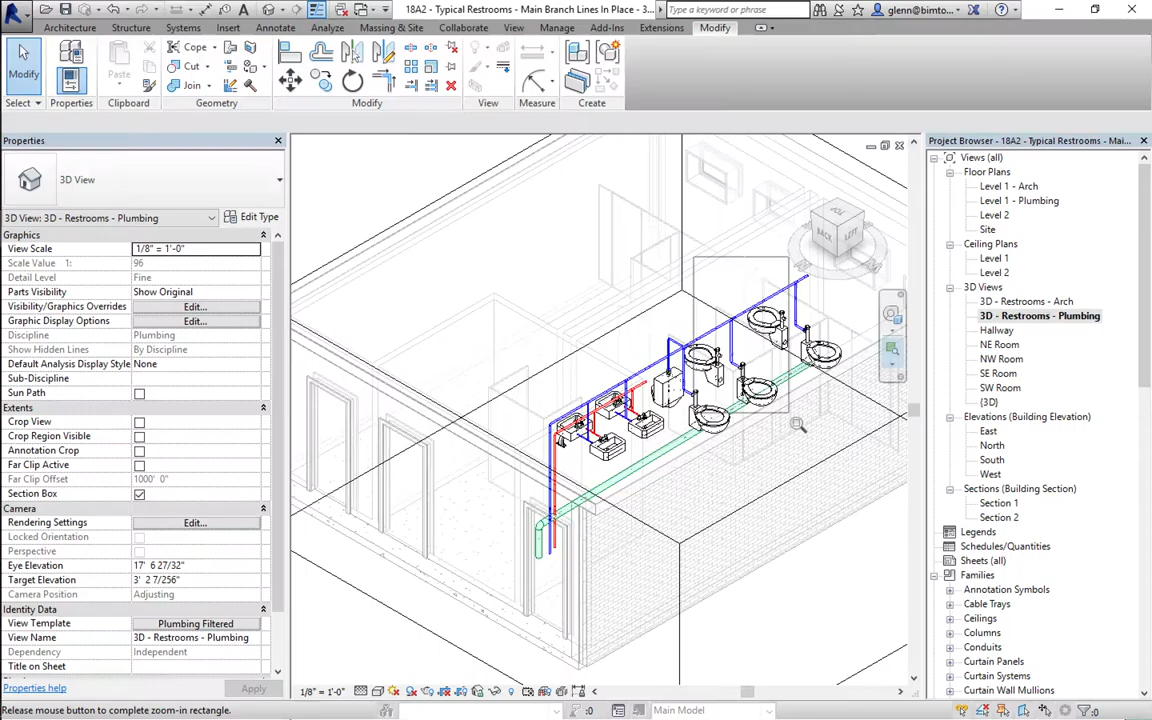 18A2 - Typical Restrooms - Main Branch Lines In Place - 3...
Type a keyword or phrase
glenn@bimto...
Architecture Structure Systems Insert Annotate Analyze Massing & Site Collaborate View Manage Add-Ins Extensions Modify
Modify
Select
Properties
Paste
Clipboard
Cope
Cut
Join
Geometry
Modify
View
Measure
Create
Properties
3D View
3D View: 3D - Restrooms - Plumbing
Edit Type
Graphics
View Scale 1/8" = 1'-0"
Scale Value 1: 96
Detail Level Fine
Parts Visibility Show Original
Visibility/Graphics Overrides Edit...
Graphic Display Options Edit...
Discipline Plumbing
Show Hidden Lines By Discipline
Default Analysis Display Style None
Sub-Discipline
Sun Path
Extents
Crop View
Crop Region Visible
Annotation Crop
Far Clip Active
Far Clip Offset 1000' 0"
Section Box
Camera
Rendering Settings Edit...
Locked Orientation
Perspective
Eye Elevation 17' 6 27/32"
Target Elevation 3' 2 7/256"
Camera Position Adjusting
Identity Data
View Template Plumbing Filtered
View Name 3D - Restrooms - Plumbing
Dependency Independent
Title on Sheet
Properties help
Apply
TOP
BACK
LEFT
1/8" = 1'-0"
Project Browser - 18A2 - Typical Restrooms - Mai...
Views (all)
Floor Plans
Level 1 - Arch
Level 1 - Plumbing
Level 2
Site
Ceiling Plans
Level 1
Level 2
3D Views
3D - Restrooms - Arch
3D - Restrooms - Plumbing
Hallway
NE Room
NW Room
SE Room
SW Room
{3D}
Elevations (Building Elevation)
East
North
South
West
Sections (Building Section)
Section 1
Section 2
Legends
Schedules/Quantities
Sheets (all)
Families
Annotation Symbols
Cable Trays
Ceilings
Columns
Conduits
Curtain Panels
Curtain Systems
Curtain Wall Mullions
Release mouse button to complete zoom-in rectangle.
:0
Main Model
:0